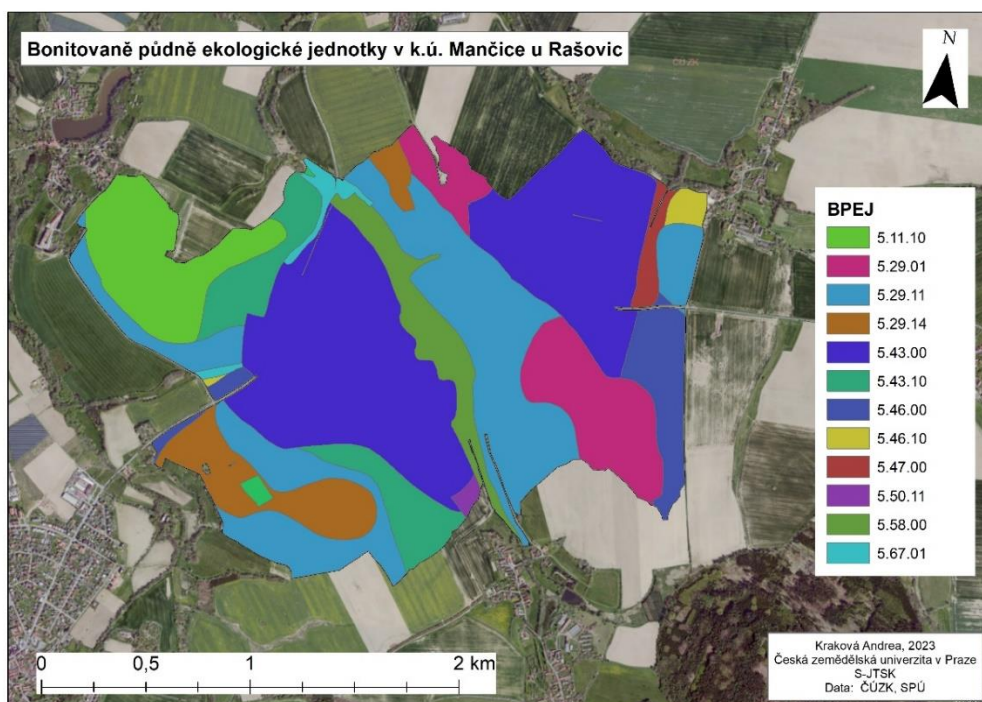 Bonitovaně půdně ekologické jednotky v k.ú. Mančice u Rašovic
N
ČÚZK
BPEJ
5.11.10
5.29.01
5.29.11
5.29.14
5.43.00
5.43.10
5.46.00
5.46.10
5.47.00
5.50.11
5.58.00
5.67.01
0 0,5 1 2 km
Kraková Andrea, 2023
Česká zemědělská univerzita v Praze
S-JTSK
Data: ČÚZK, SPÚ